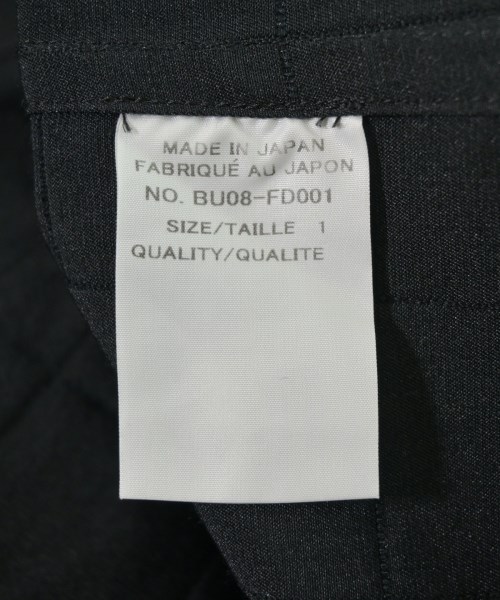 MADE IN JAPAN
FABRIQUÉ AU JAPON
NO. BU08-FD001
SIZE/TAILLE 1
QUALITY/QUALITE